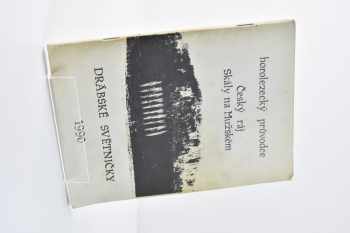 horolezecký průvodce
Český ráj
Skály na Mužském
DRÁBSKÉ SVĚTNIČKY
1990